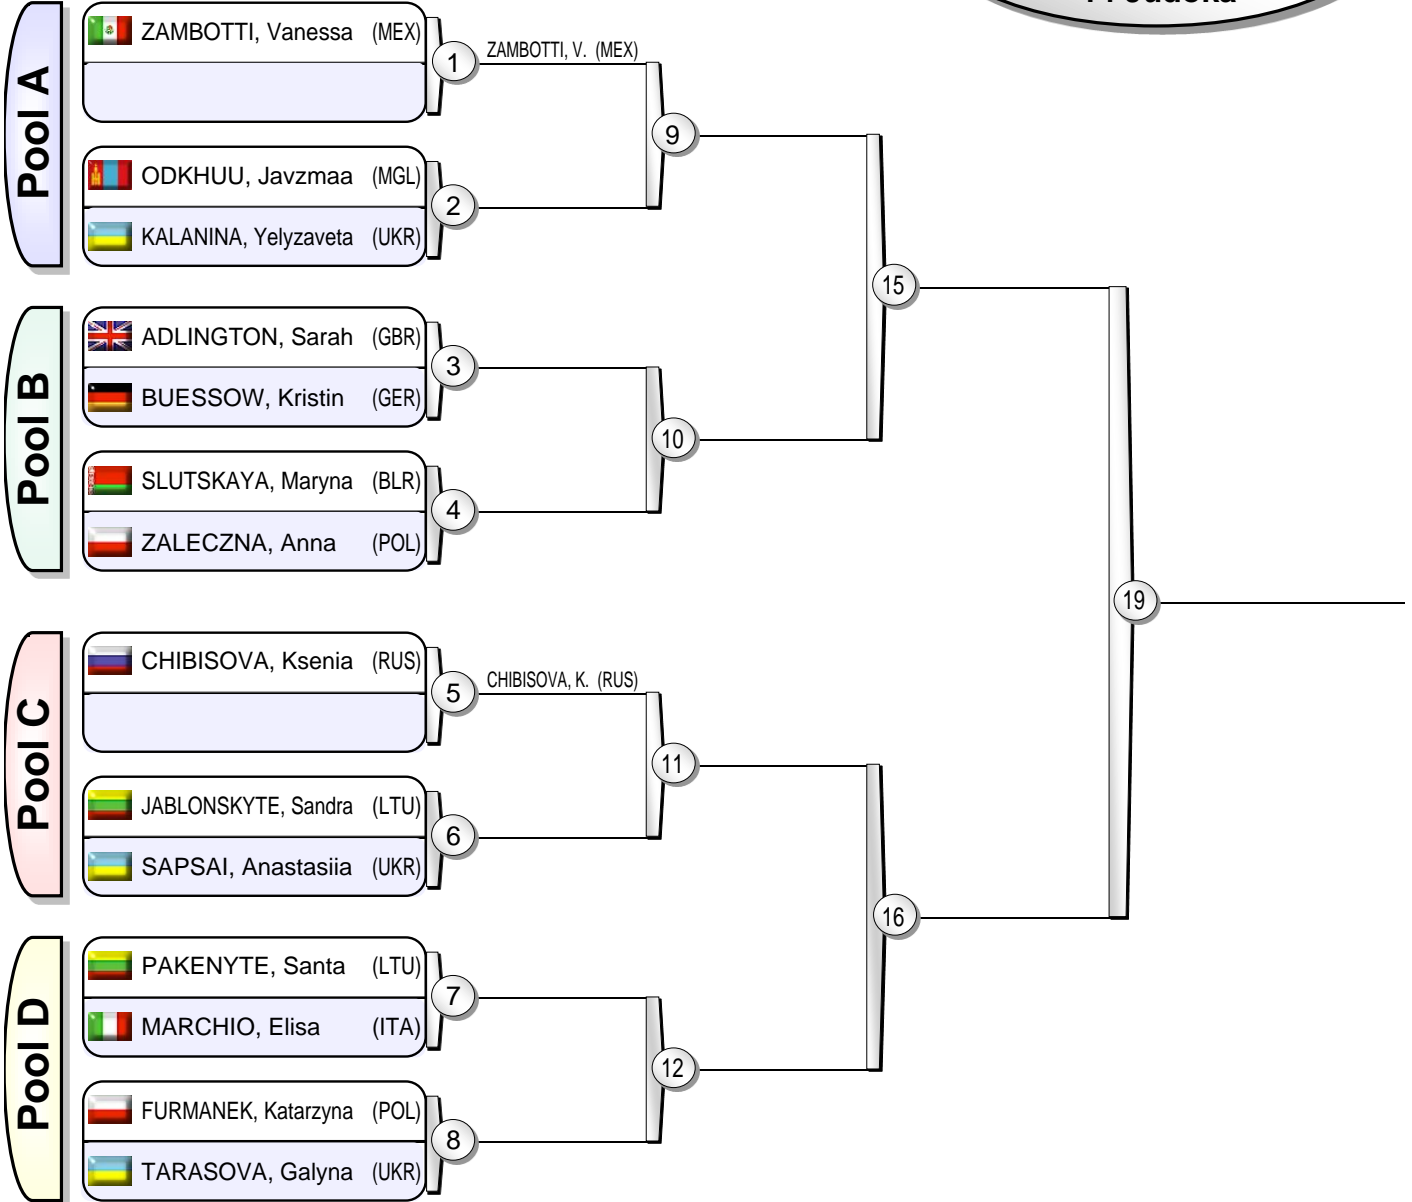 Pool A
ZAMBOTTI, Vanessa (MEX)
1
ZAMBOTTI, V. (MEX)
ODKHUU, Javzmaa (MGL)
2
KALANINA, Yelyzaveta (UKR)
9
Pool B
ADLINGTON, Sarah (GBR)
3
BUESSOW, Kristin (GER)
SLUTSKAYA, Maryna (BLR)
4
ZALECZNA, Anna (POL)
10
15
Pool C
CHIBISOVA, Ksenia (RUS)
5
CHIBISOVA, K. (RUS)
JABLONSKYTE, Sandra (LTU)
6
SAPSAI, Anastasiia (UKR)
11
Pool D
PAKENYTE, Santa (LTU)
7
MARCHIO, Elisa (ITA)
FURMANEK, Katarzyna (POL)
8
TARASOVA, Galyna (UKR)
12
16
19